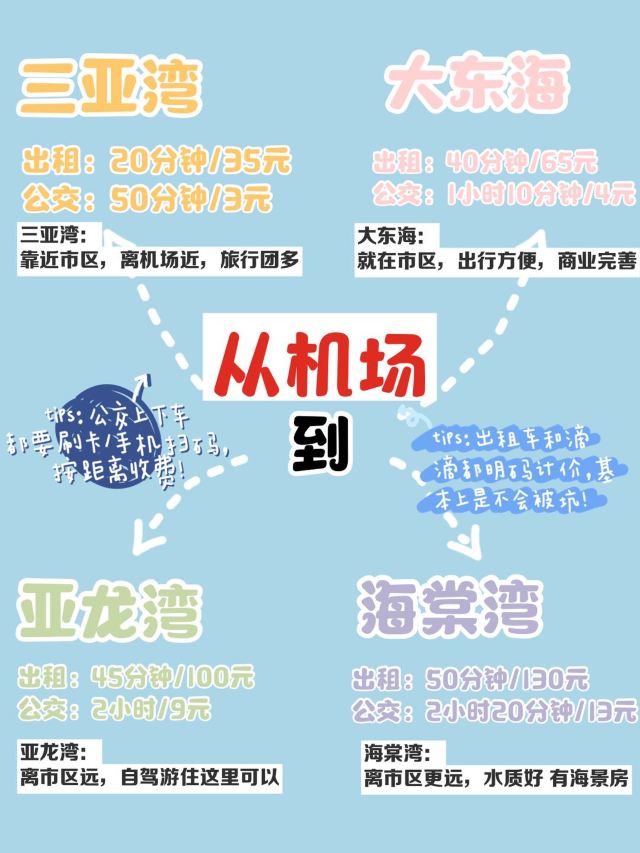 三亚湾
出租：20分钟/35元
公交：50分钟/3元
三亚湾：
靠近市区，离机场近，旅行团多
大东海
出租：40分钟/65元
公交：1小时10分钟/4元
大东海：
就在市区，出行方便，商业完善
从机场
到
tips:公交上下车
都要刷卡/手机扫码，
按距离收费！
tips:出租车和滴
滴都明码计价，基
本上是不会被坑！
亚龙湾
出租：45分钟/100元
公交：2小时/9元
亚龙湾：
离市区远，自驾游住这里可以
海棠湾
出租：50分钟/130元
公交：2小时20分钟/13元
海棠湾：
离市区更远，水质好 有海景房